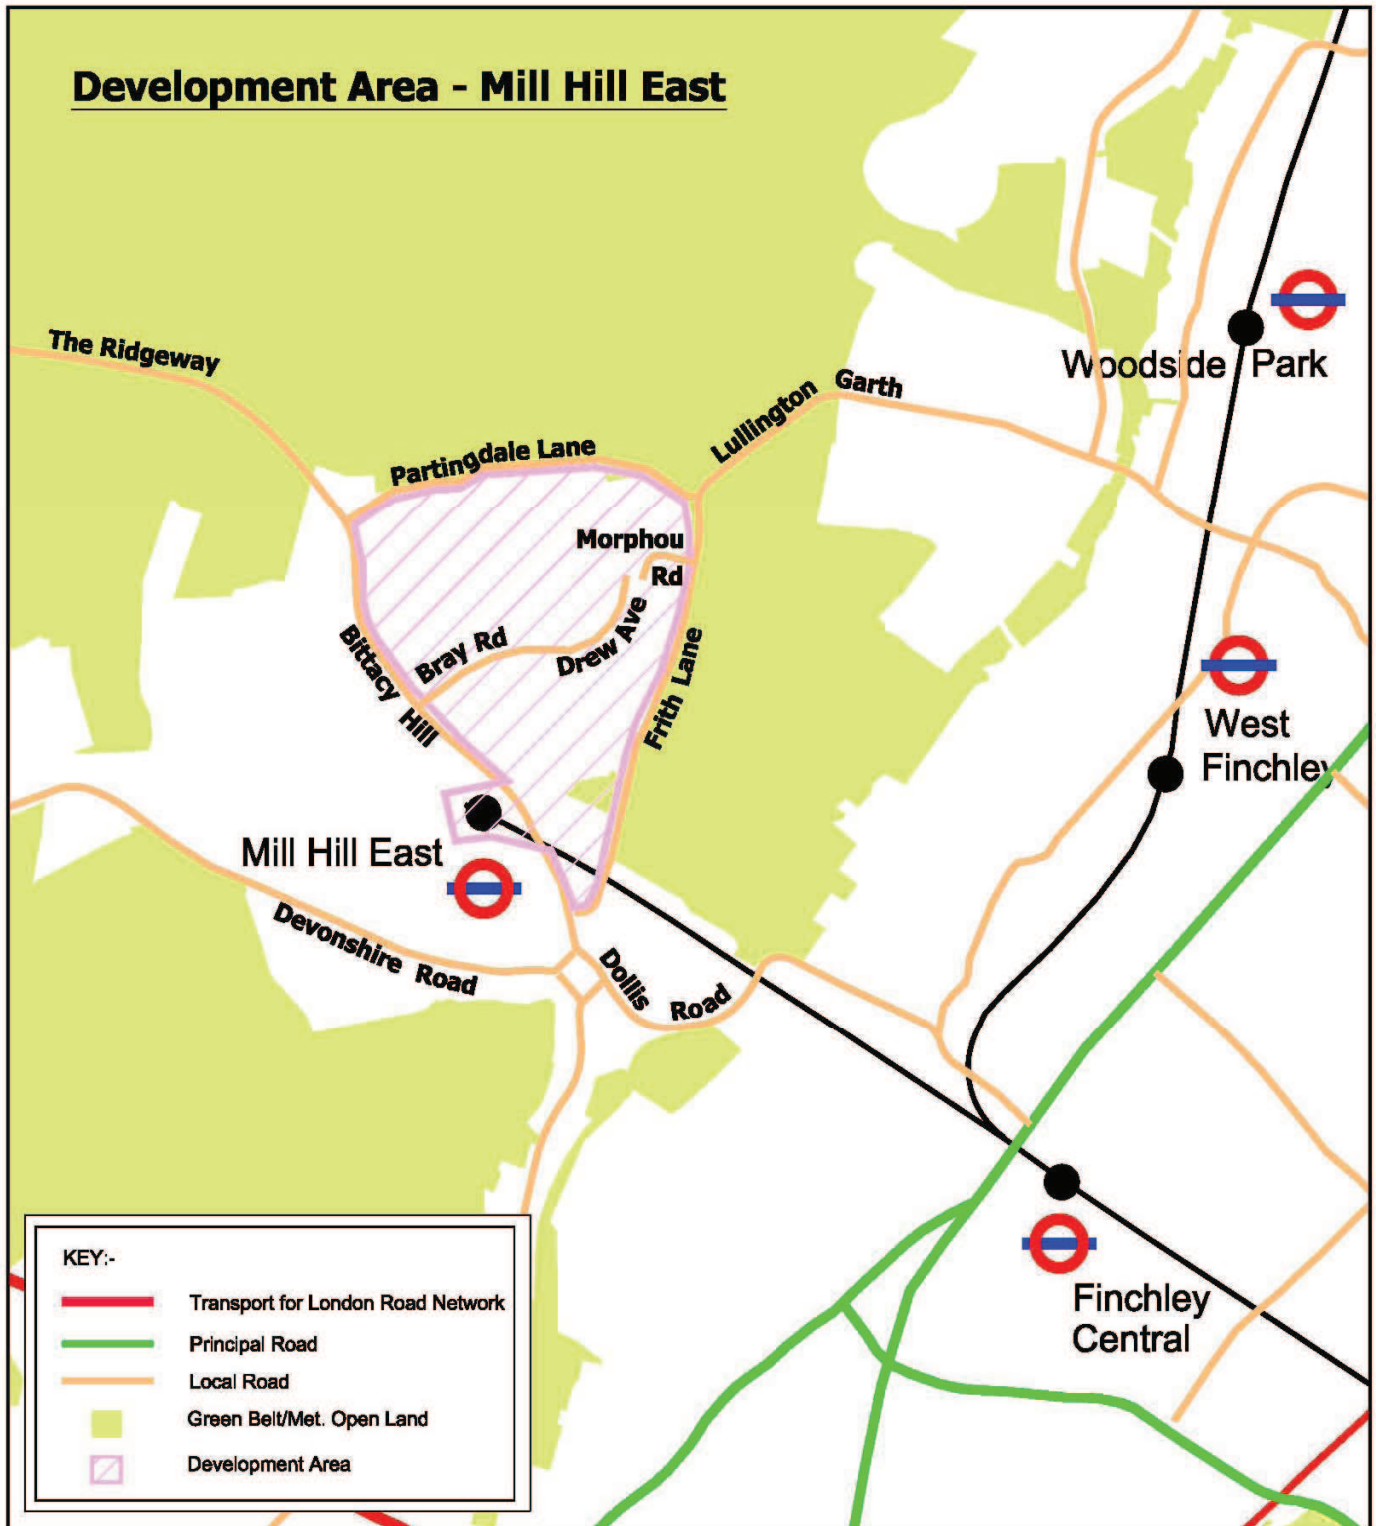 Development Area - Mill Hill East
The Ridgeway
Partingdale Lane
Lullington Garth
Woodside Park
Morphou
Rd
Bray Rd
Drew Ave
Bittacy Hill
Frith Lane
West
Finchley
Mill Hill East
Devonshire Road
Dollis Road
Finchley
Central
KEY:-
Transport for London Road Network
Principal Road
Local Road
Green Belt/Met. Open Land
Development Area